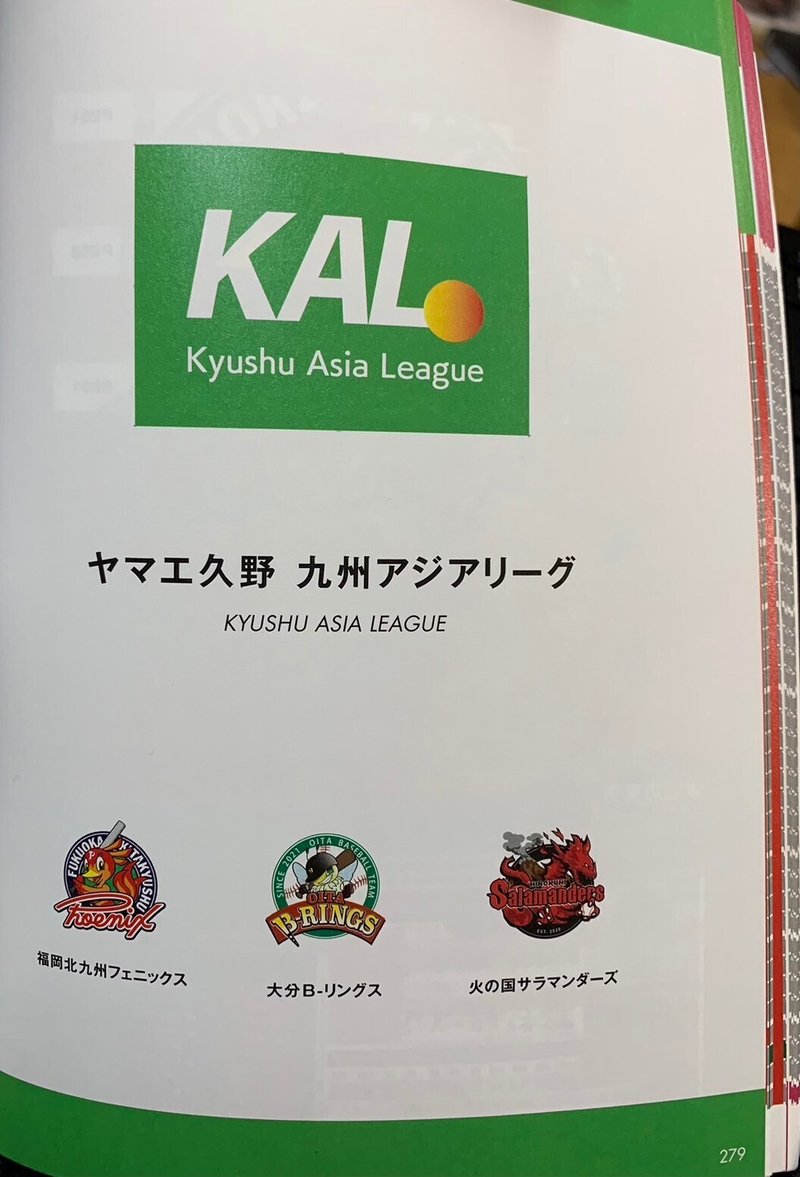 KAL
Kyushu Asia League
ヤマエ久野 九州アジアリーグ
KYUSHU ASIA LEAGUE
FUKUOKA KITAKYUSHU
Phoenix
福岡北九州フェニックス
SINCE 2021 OITA BASEBALL TEAM
OITA
B-RINGS
大分B-リングス
HINOKUNI
Salamanders
EST. 2020
火の国サラマンダーズ
279